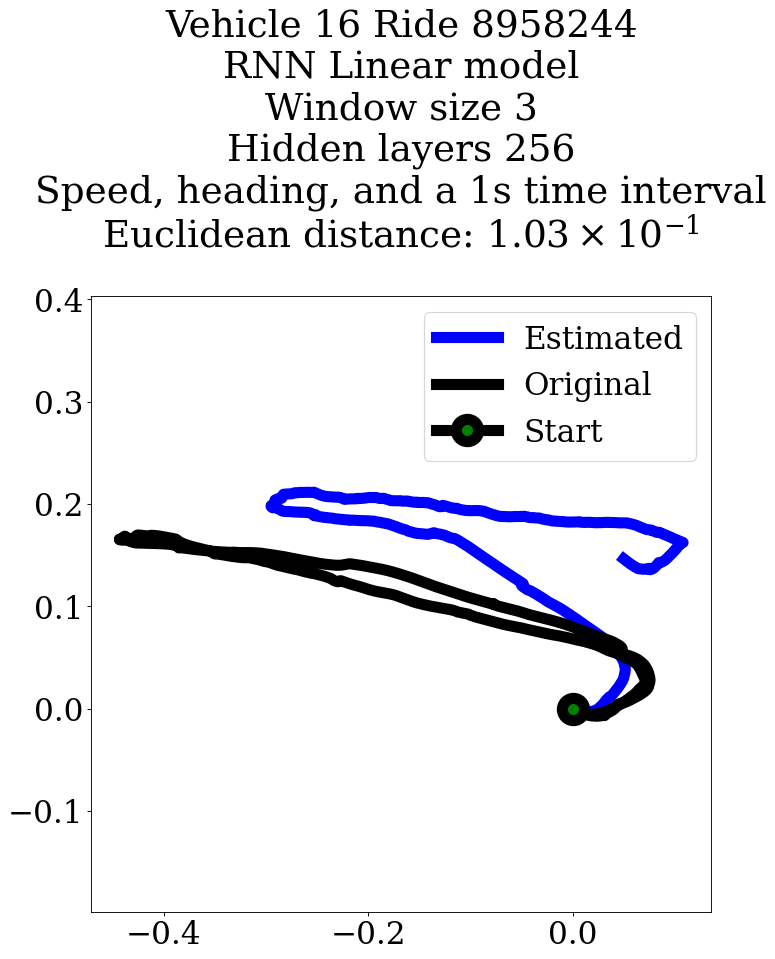 Vehicle 16 Ride 8958244
RNN Linear model
Window size 3
Hidden layers 256
Speed, heading, and a 1s time interval
Euclidean distance: 1.03 × 10⁻¹
Estimated
Original
Start
0.4
0.3
0.2
0.1
0.0
−0.1
−0.4
−0.2
0.0